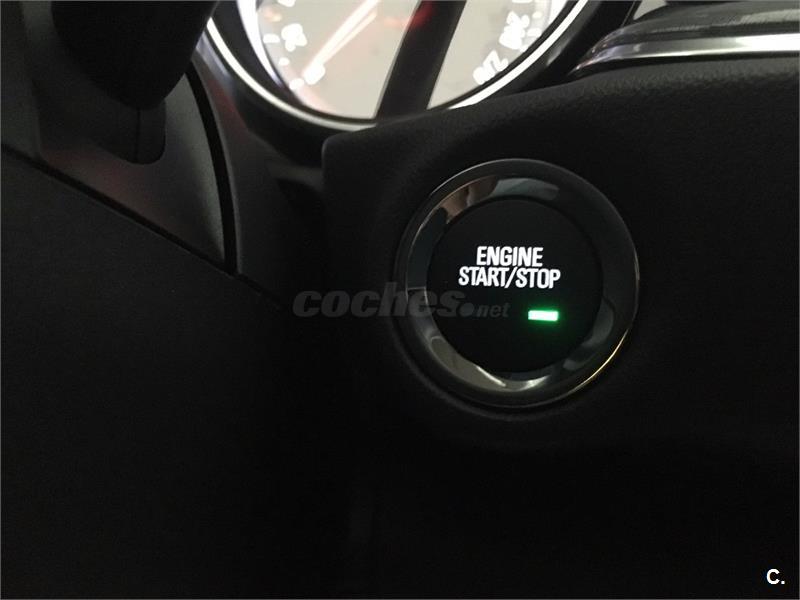 ENGINE
START/STOP
coches.net
C.